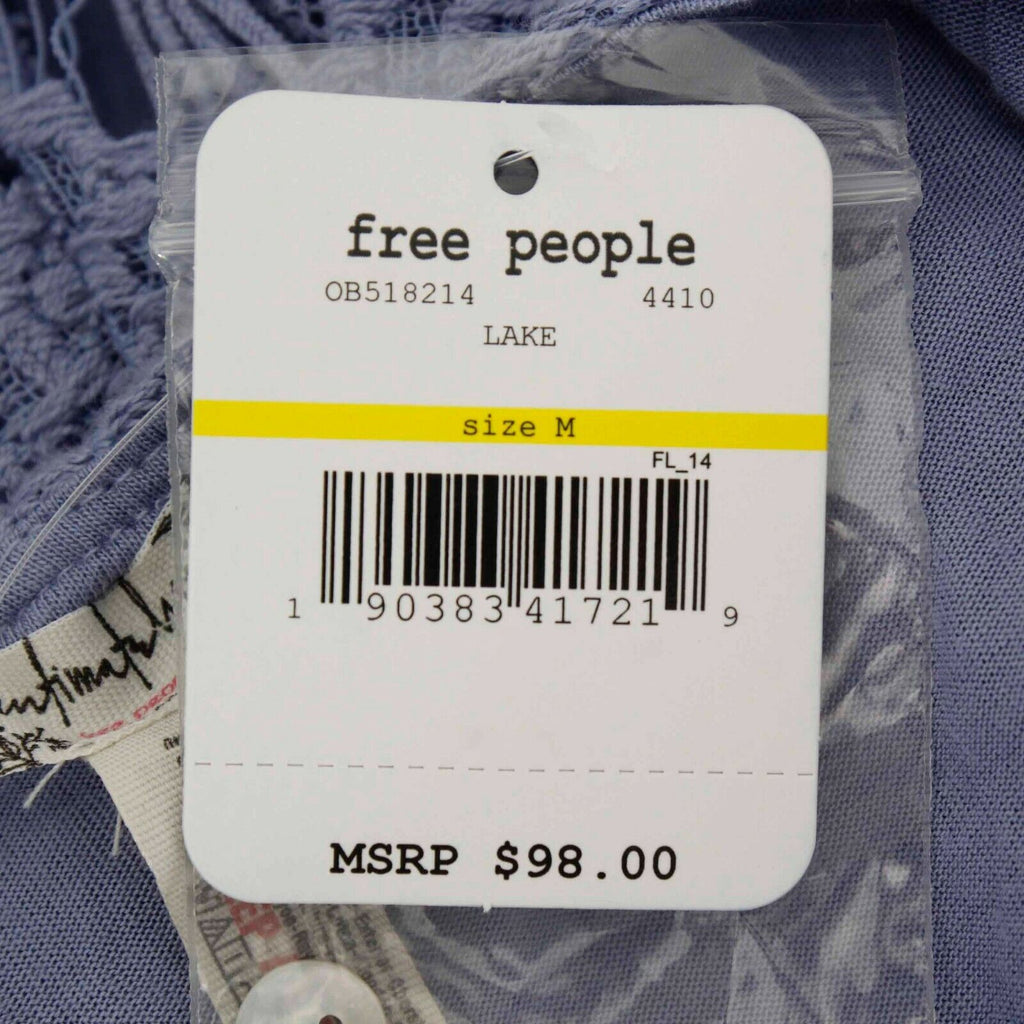 free people
OB518214 4410
LAKE
size M
FL_14
1 90383 41721 9
MSRP $98.00